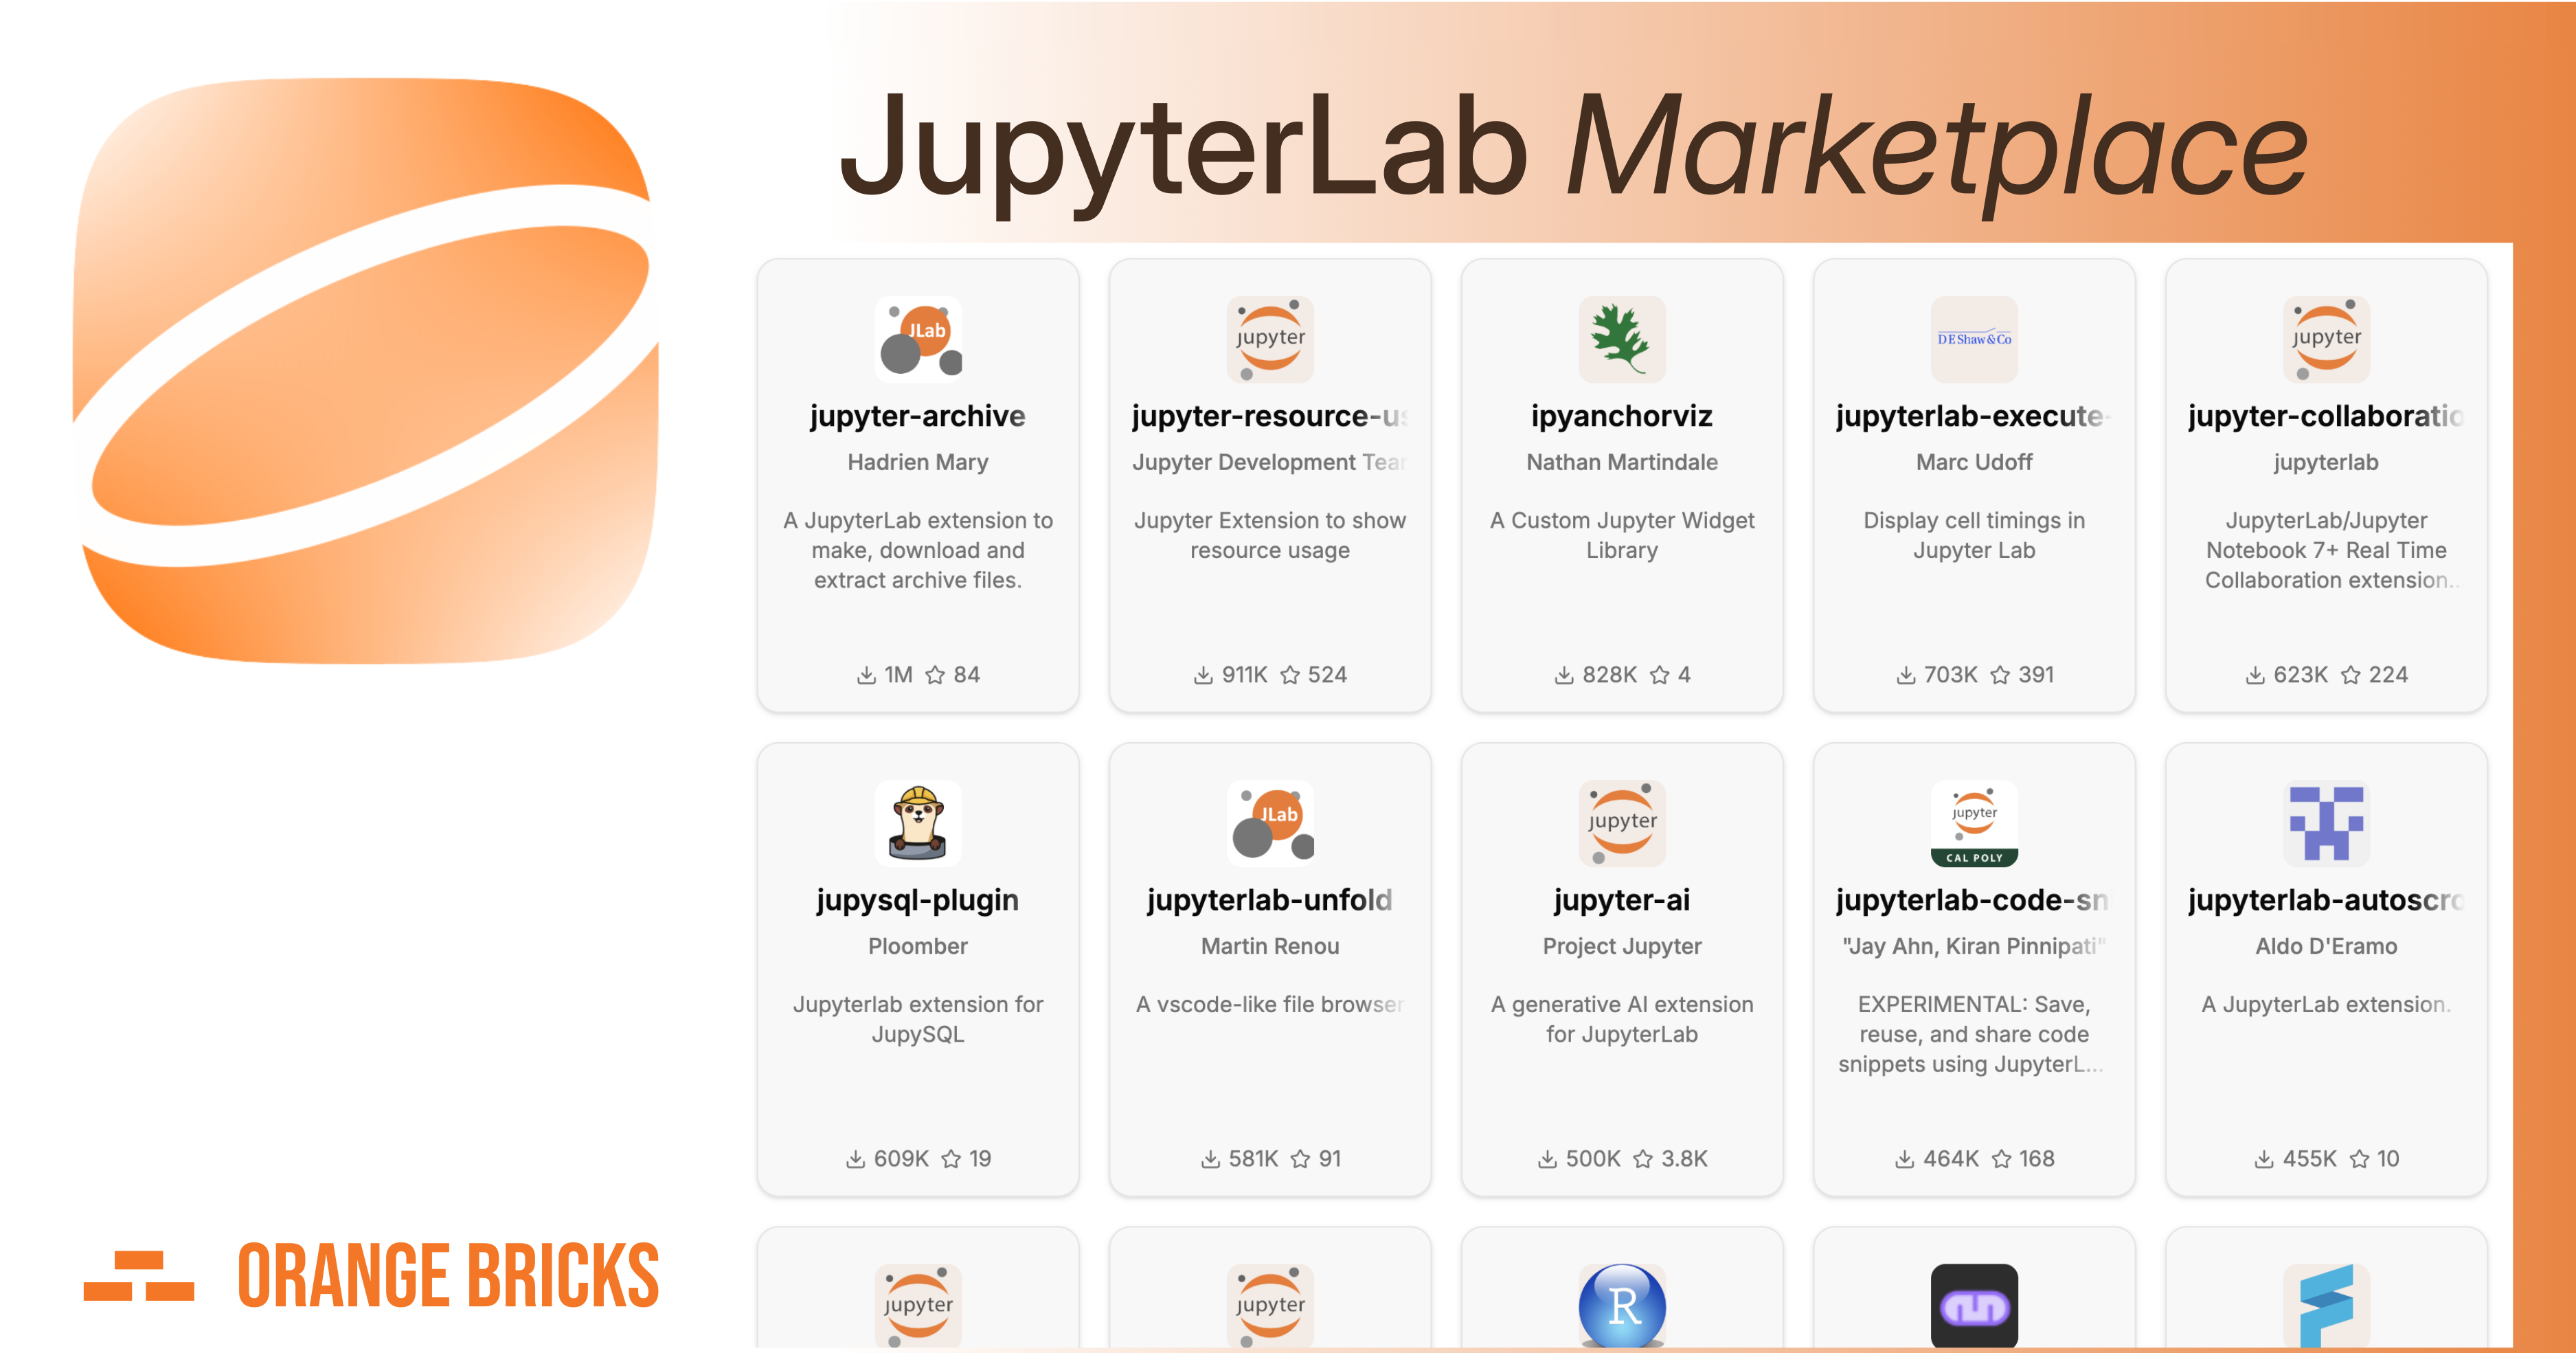 JupyterLab Marketplace
JLab
jupyter-archive
Hadrien Mary
A JupyterLab extension to
make, download and
extract archive files.
1M 84
jupyter
jupyter-resource-us
Jupyter Development Tear
Jupyter Extension to show
resource usage
911K 524
ipyanchorviz
Nathan Martindale
A Custom Jupyter Widget
Library
828K 4
DE Shaw & Co
jupyterlab-execute-
Marc Udoff
Display cell timings in
Jupyter Lab
703K 391
jupyter
jupyter-collaboratio
jupyterlab
JupyterLab/Jupyter
Notebook 7+ Real Time
Collaboration extension..
623K 224
jupysql-plugin
Ploomber
Jupyterlab extension for
JupySQL
609K 19
JLab
jupyterlab-unfold
Martin Renou
A vscode-like file browser
581K 91
jupyter
jupyter-ai
Project Jupyter
A generative AI extension
for JupyterLab
500K 3.8K
jupyter
CAL POLY
jupyterlab-code-sn
"Jay Ahn, Kiran Pinnipati"
EXPERIMENTAL: Save,
reuse, and share code
snippets using JupyterL...
464K 168
jupyterlab-autoscro
Aldo D'Eramo
A JupyterLab extension.
455K 10
jupyter
jupyter
R
ORANGE BRICKS